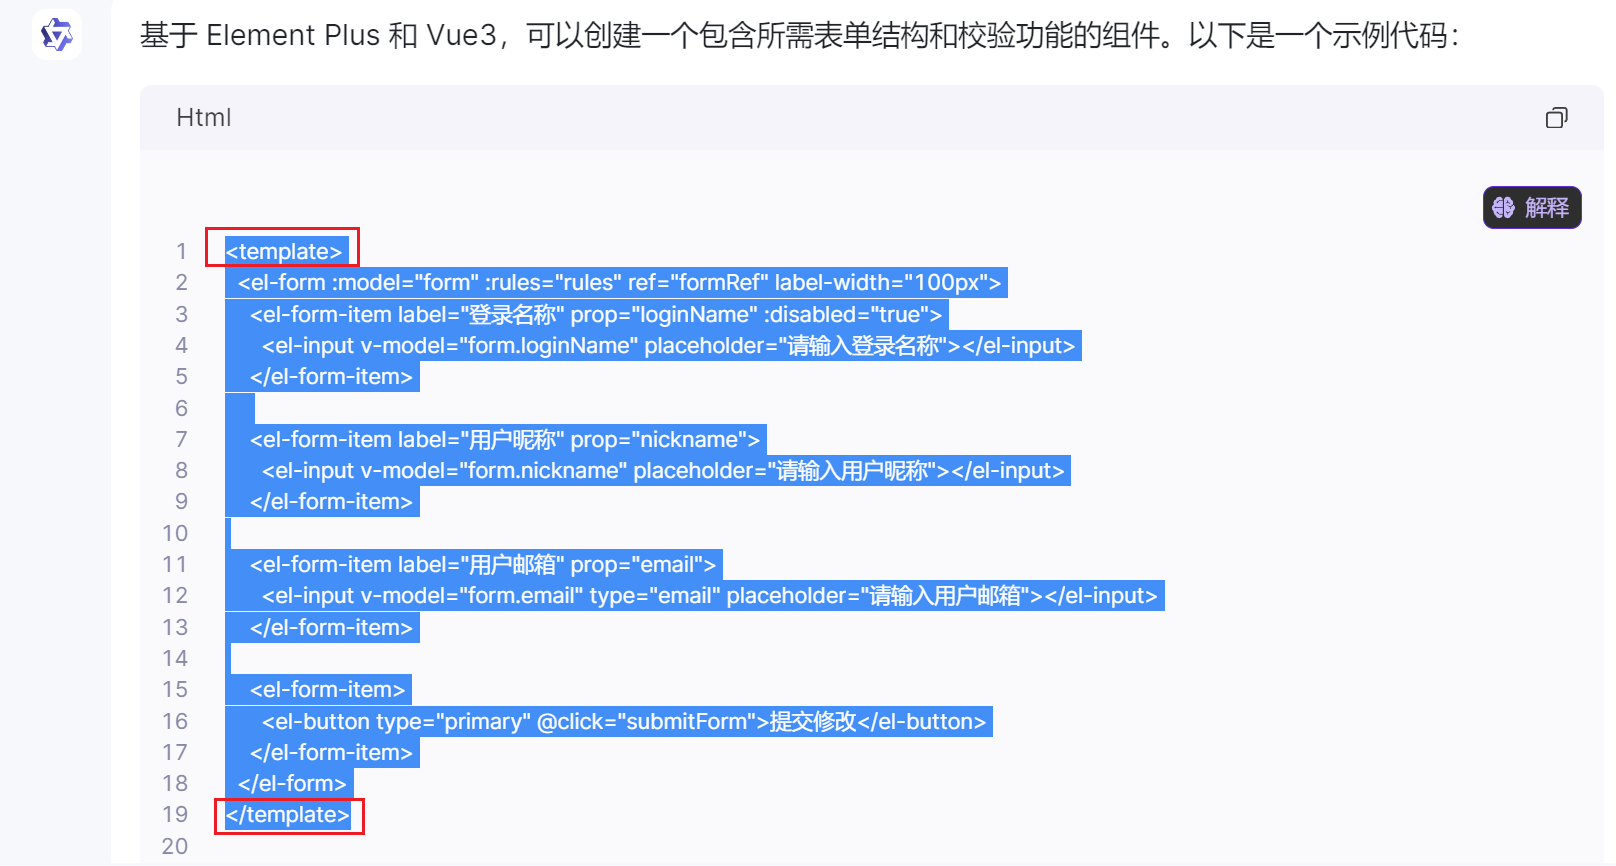 基于 Element Plus 和 Vue3，可以创建一个包含所需表单结构和校验功能的组件。以下是一个示例代码：
Html
解释
1 <template>
2 <el-form :model="form" :rules="rules" ref="formRef" label-width="100px">
3 <el-form-item label="登录名称" prop="loginName" :disabled="true">
4 <el-input v-model="form.loginName" placeholder="请输入登录名称"></el-input>
5 </el-form-item>
6
7 <el-form-item label="用户昵称" prop="nickname">
8 <el-input v-model="form.nickname" placeholder="请输入用户昵称"></el-input>
9 </el-form-item>
10
11 <el-form-item label="用户邮箱" prop="email">
12 <el-input v-model="form.email" type="email" placeholder="请输入用户邮箱"></el-input>
13 </el-form-item>
14
15 <el-form-item>
16 <el-button type="primary" @click="submitForm">提交修改</el-button>
17 </el-form-item>
18 </el-form>
19 </template>
20